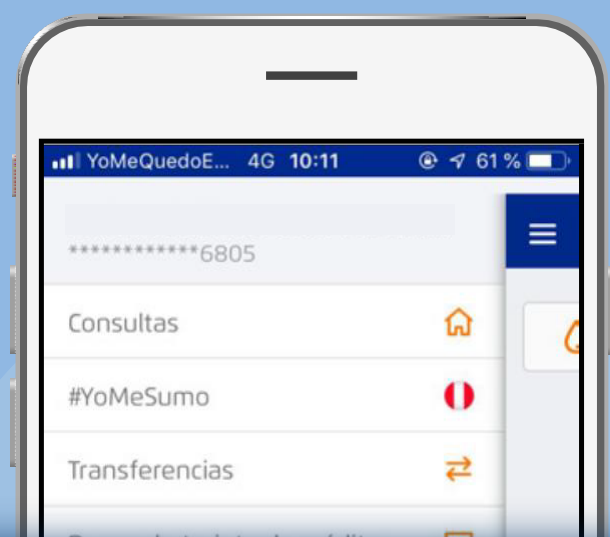 YoMeQuedoE... 4G 10:11 61 %
************6805
Consultas
#YoMeSumo
Transferencias